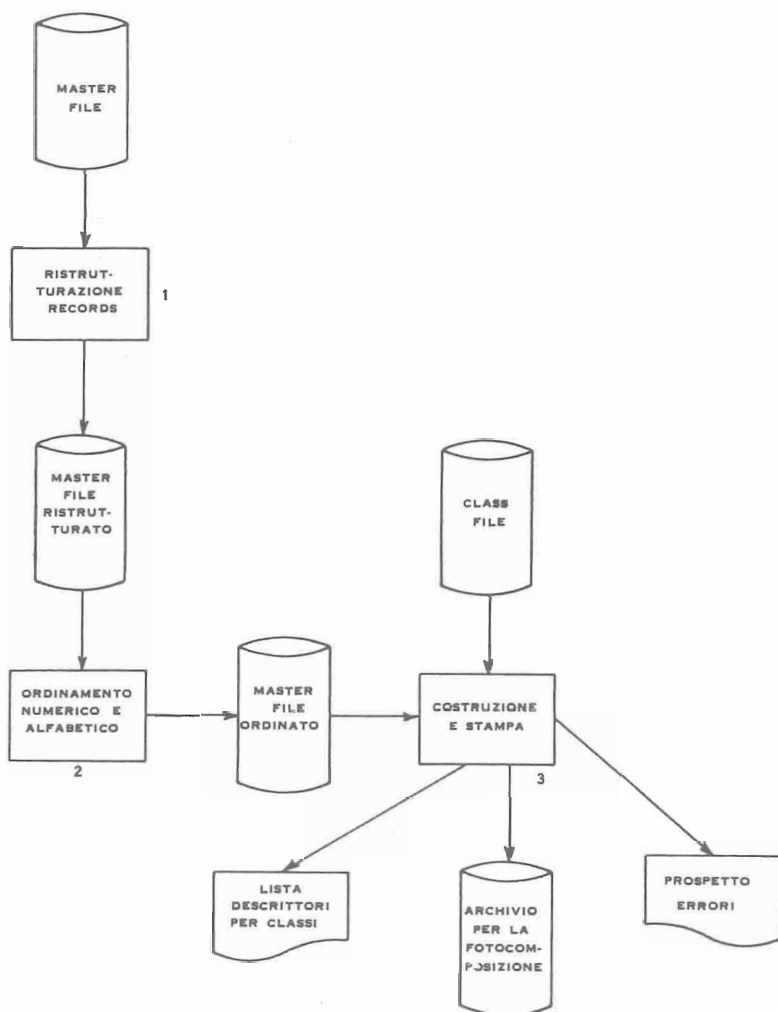 MASTER
FILE
RISTRUT-
TURAZIONE
RECORDS
1
MASTER
FILE
RISTRUT-
TURATO
CLASS
FILE
ORDINAMENTO
NUMERICO E
ALFABETICO
2
MASTER
FILE
ORDINATO
COSTRUZIONE
E STAMPA
3
LISTA
DESCRITTORI
PER CLASSI
ARCHIVIO
PER LA
FOTOCOM-
POSIZIONE
PROSPETTO
ERRORI